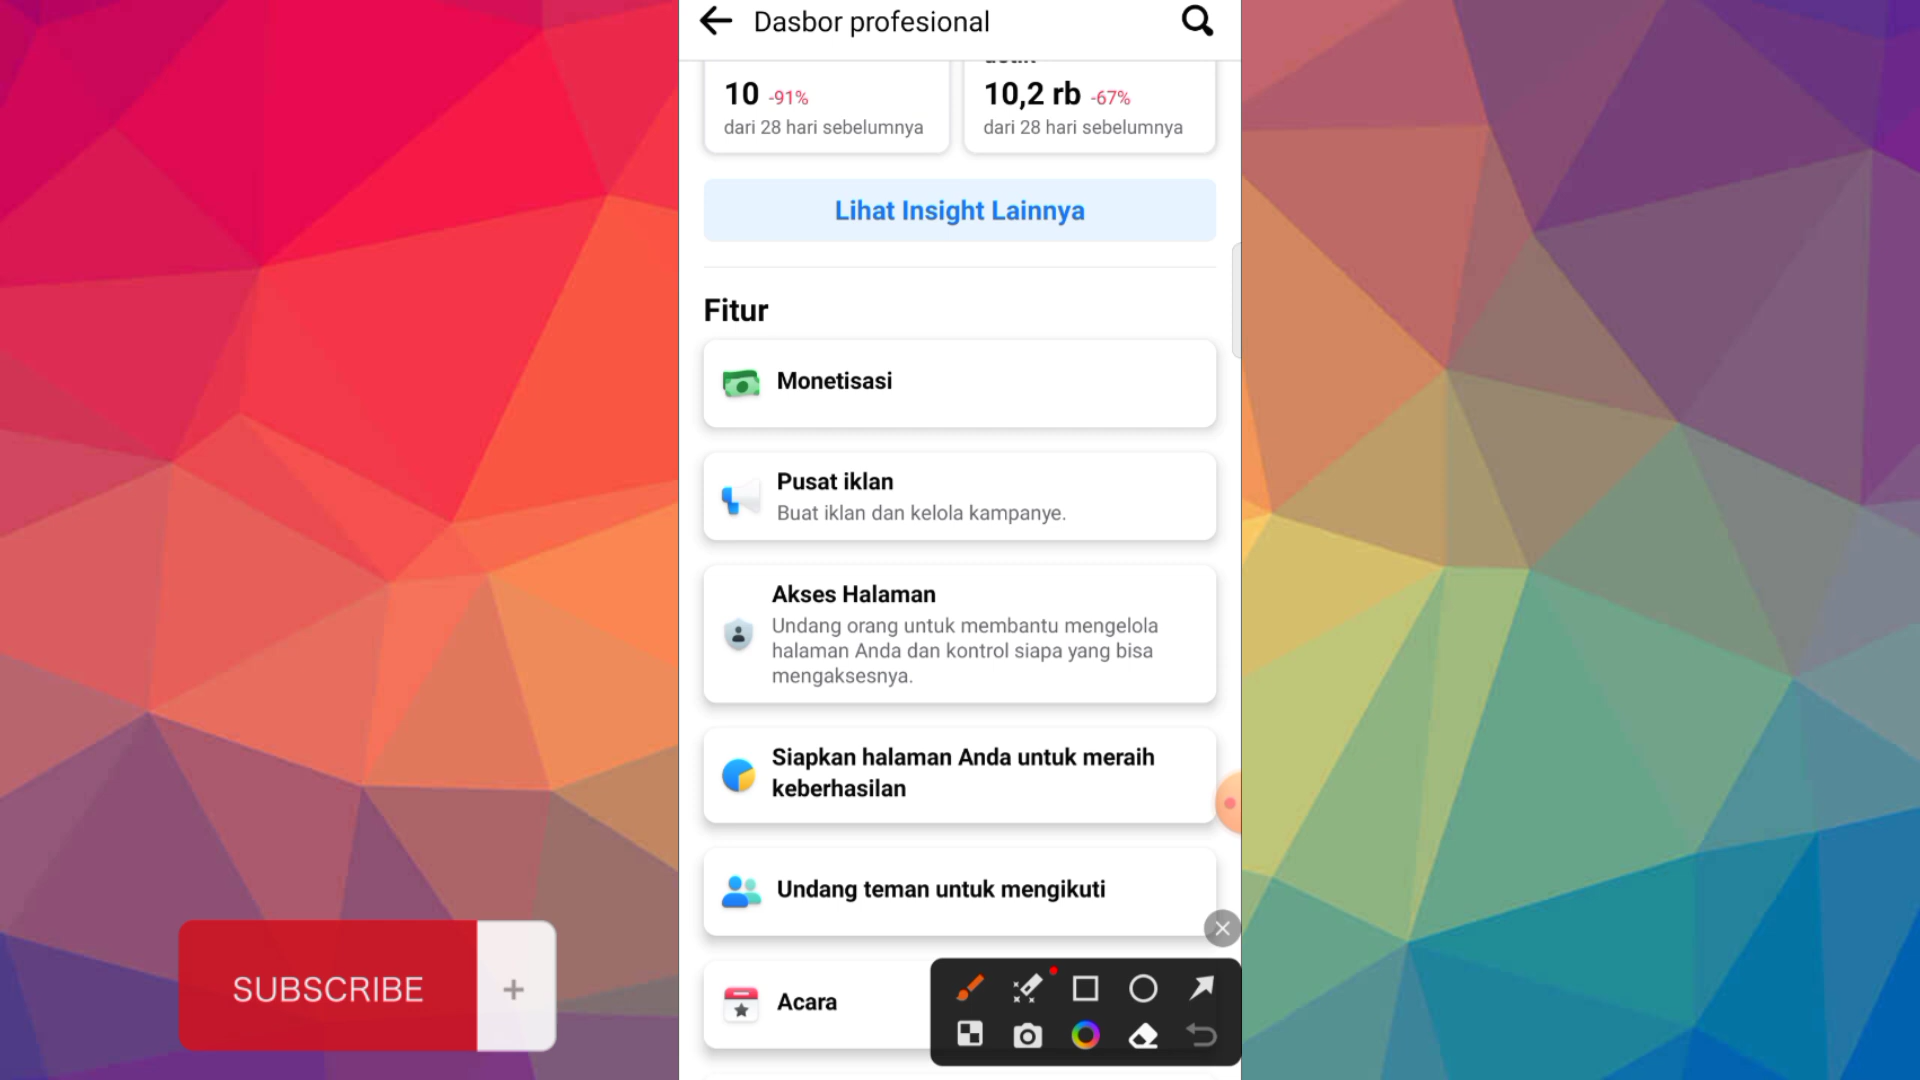 Dasbor profesional
10 -91%
dari 28 hari sebelumnya
10,2 rb -67%
dari 28 hari sebelumnya
Lihat Insight Lainnya
Fitur
Monetisasi
Pusat iklan
Buat iklan dan kelola kampanye.
Akses Halaman
Undang orang untuk membantu mengelola
halaman Anda dan kontrol siapa yang bisa
mengaksesnya.
Siapkan halaman Anda untuk meraih
keberhasilan
Undang teman untuk mengikuti
Acara
SUBSCRIBE +